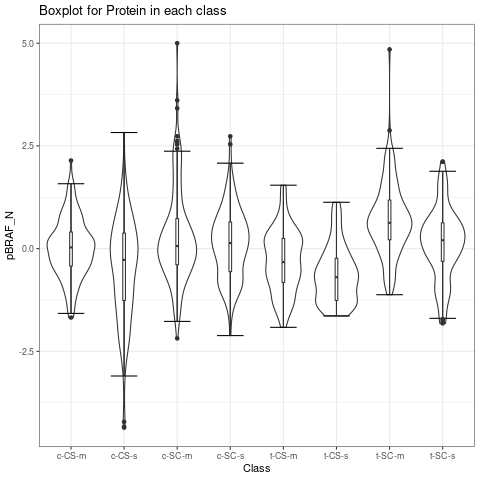 Boxplot for Protein in each class
pBRAF_N
5.0
2.5
0.0
-2.5
c-CS-m c-CS-s c-SC-m c-SC-s t-CS-m t-CS-s t-SC-m t-SC-s
Class